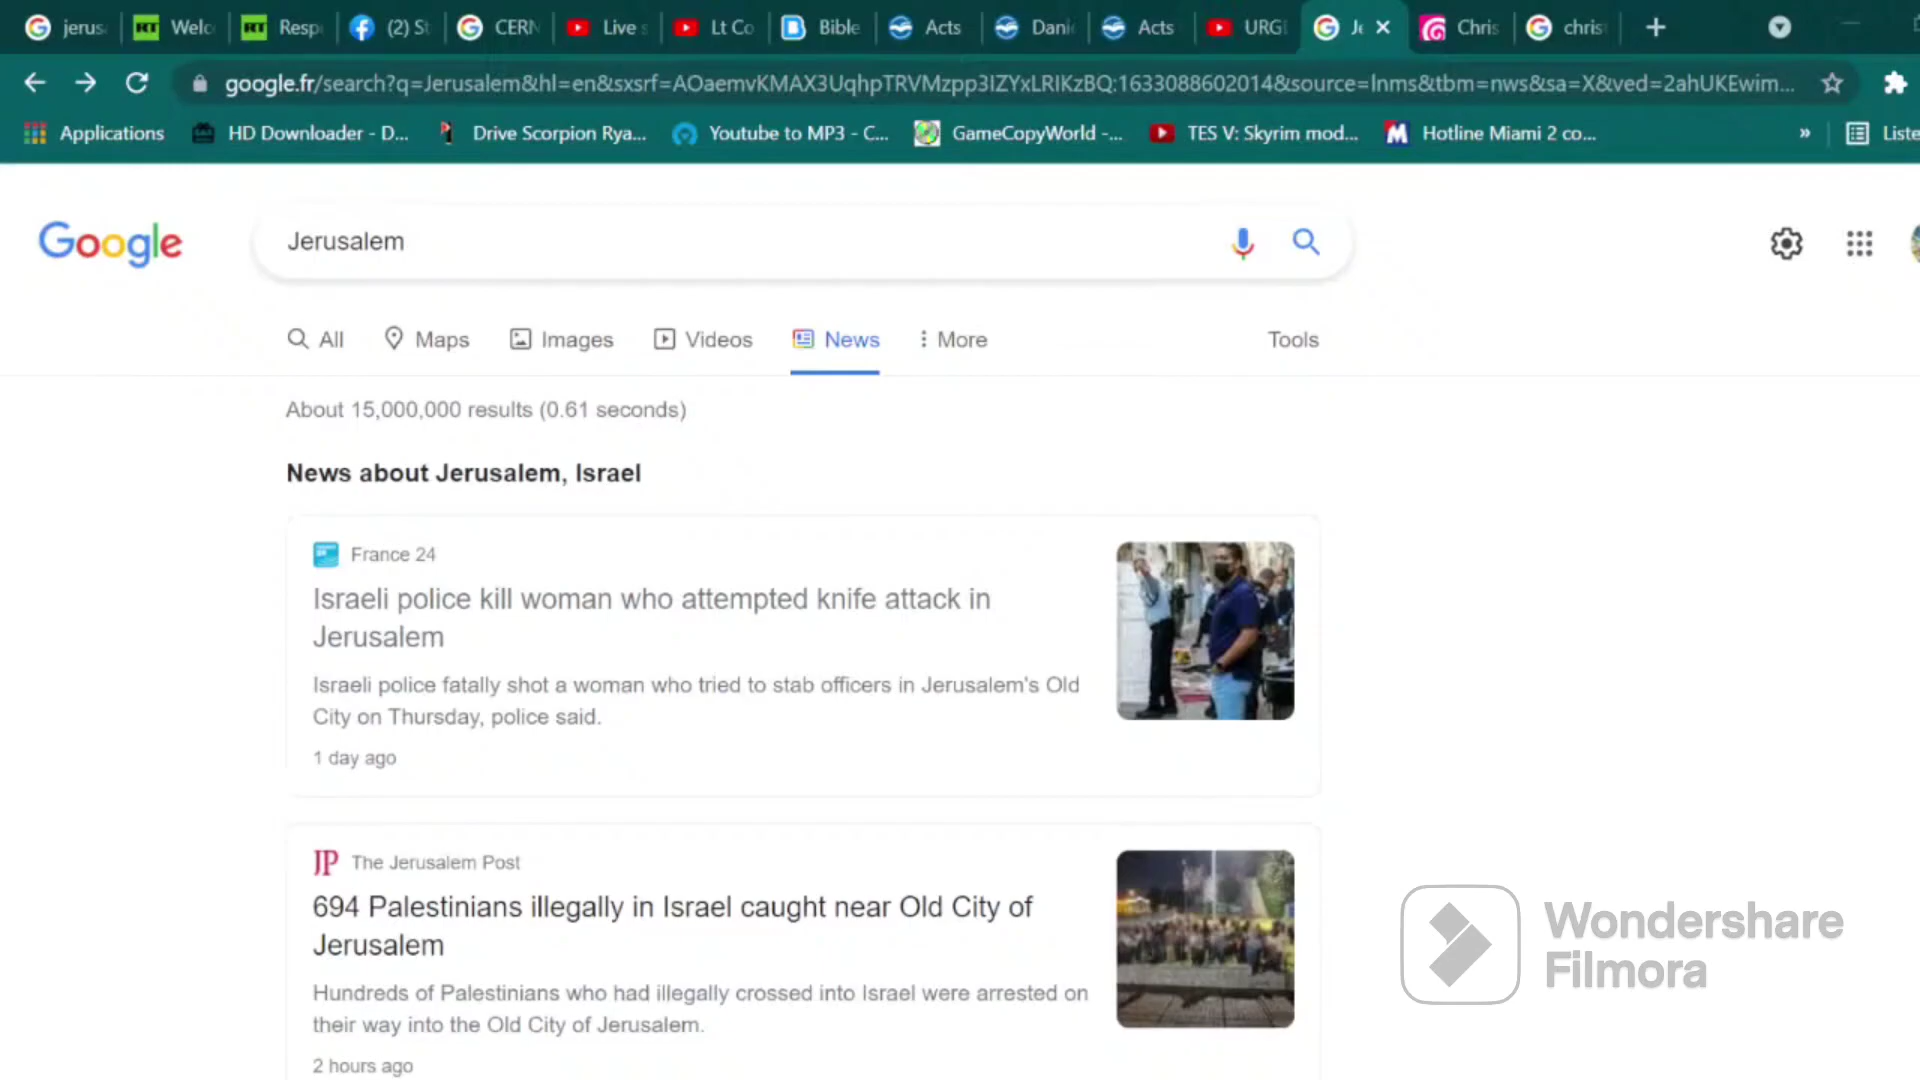 jerus Welc Resp (2) S CERN Live s Lt Co Bible Acts Dani Acts URG Je Chris chris
google.fr/search?q=Jerusalem&hl=en&sxsrf=AOaemvKMAX3UqhpTRVMzpp3IZYxLRIKzBQ:1633088602014&source=lnms&tbm=nws&sa=X&ved=2ahUKEwim...
Applications HD Downloader - D... Drive Scorpion Rya... Youtube to MP3 - C... GameCopyWorld -... TES V: Skyrim mod... Hotline Miami 2 co... » Liste
Google Jerusalem
All Maps Images Videos News More Tools
About 15,000,000 results (0.61 seconds)
News about Jerusalem, Israel
France 24
Israeli police kill woman who attempted knife attack in
Jerusalem
Israeli police fatally shot a woman who tried to stab officers in Jerusalem's Old
City on Thursday, police said.
1 day ago
JP The Jerusalem Post
694 Palestinians illegally in Israel caught near Old City of
Jerusalem
Hundreds of Palestinians who had illegally crossed into Israel were arrested on
their way into the Old City of Jerusalem.
2 hours ago
Wondershare
Filmora